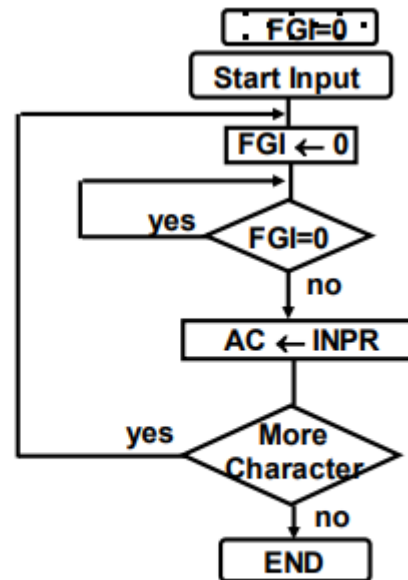 FGI=0
Start Input
FGI ← 0
yes
FGI=0
no
AC ← INPR
yes
More
Character
no
END